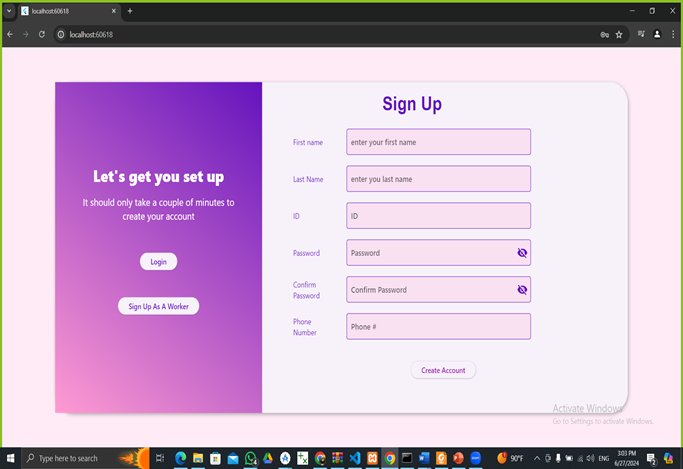 localhost:60618
localhost:60618
Sign Up
First name
enter your first name
Let's get you set up
Last Name
enter you last name
It should only take a couple of minutes to
create your account
ID
ID
Password
Password
Login
Confirm
Password
Confirm Password
Sign Up As A Worker
Phone
Number
Phone #
Create Account
Activate Windows
Go to Settings to activate Windows.
Type here to search
4
90°F
ENG
3:03 PM
6/27/2024
2